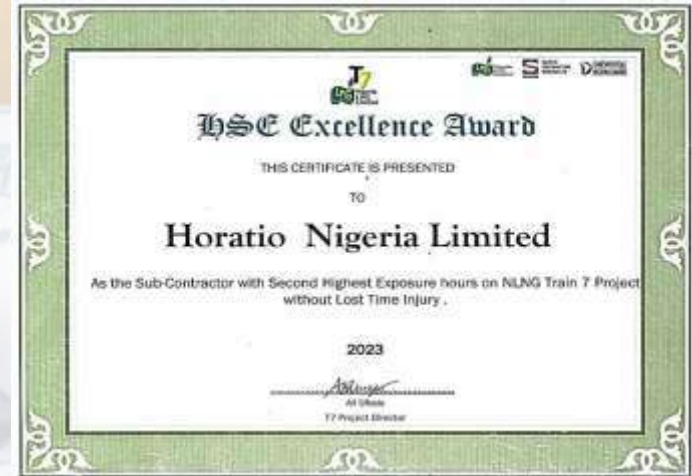 T7
HSE Excellence Award
THIS CERTIFICATE IS PRESENTED
TO
Horatio Nigeria Limited
As the Sub-Contractor with Second Highest Exposure hours on NLNG Train 7 Project
without Lost Time Injury .
2023
T7 Project Director